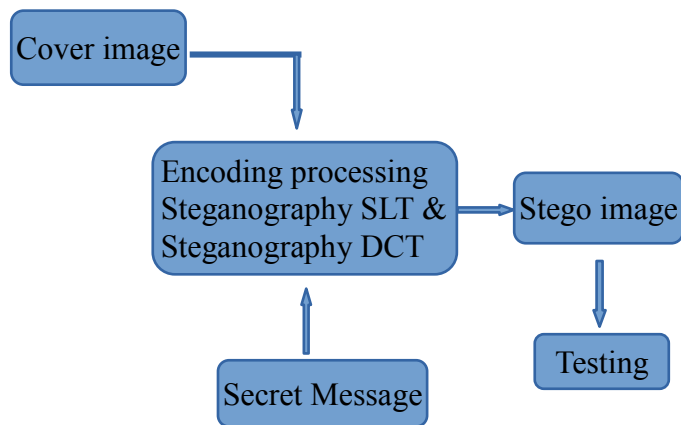 Cover image
Encoding processing
Steganography SLT &
Steganography DCT
Stego image
Testing
Secret Message